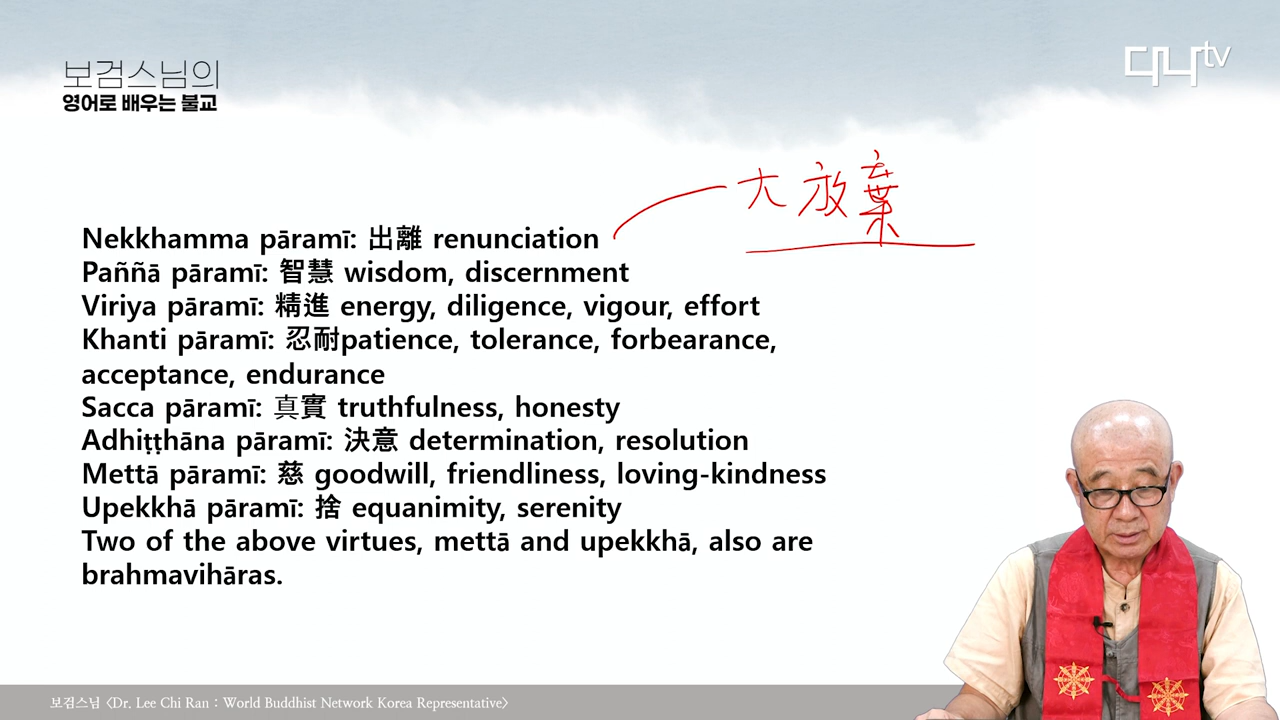 보검스님의
영어로 배우는 불교
디나tv
大放棄
Nekkhamma pāramī: 出離 renunciation
Paññā pāramī: 智慧 wisdom, discernment
Viriya pāramī: 精進 energy, diligence, vigour, effort
Khanti pāramī: 忍耐patience, tolerance, forbearance,
acceptance, endurance
Sacca pāramī: 真實 truthfulness, honesty
Adhiṭṭhāna pāramī: 決意 determination, resolution
Mettā pāramī: 慈 goodwill, friendliness, loving-kindness
Upekkhā pāramī: 捨 equanimity, serenity
Two of the above virtues, mettā and upekkhā, also are
brahmavihāras.
보검스님 <Dr. Lee Chi Ran : World Buddhist Network Korea Representative>